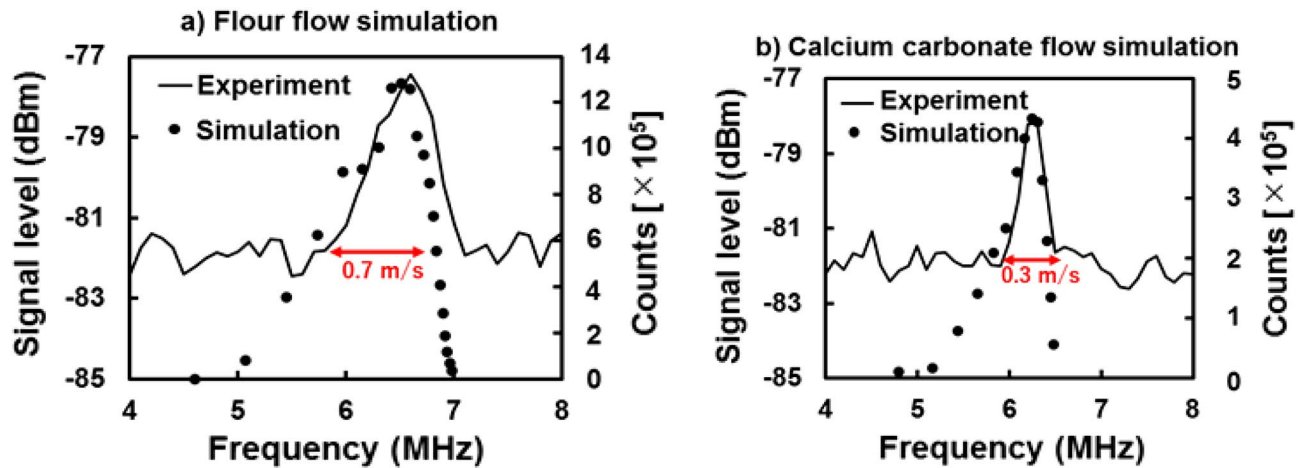 a) Flour flow simulation
Signal level (dBm)
-77
-79
-81
-83
-85
Experiment
Simulation
0.7 m/s
14
12
10
8
6
4
2
0
Counts [×10⁵]
4 5 6 7 8
Frequency (MHz)
b) Calcium carbonate flow simulation
Signal level (dBm)
-77
-79
-81
-83
-85
Experiment
Simulation
0.3 m/s
5
4
3
2
1
0
Counts [×10⁵]
4 5 6 7 8
Frequency (MHz)